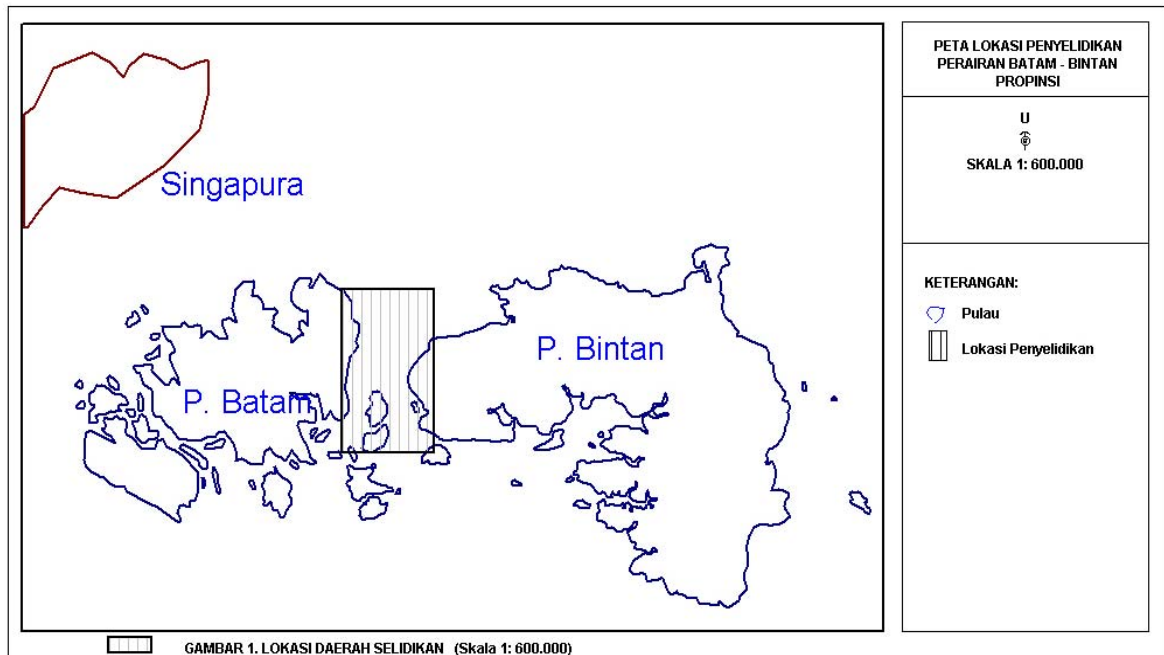 Singapura
P. Batam
P. Bintan
PETA LOKASI PENYELIDIKAN
PERAIRAN BATAM - BINTAN
PROPINSI
U
SKALA 1: 600.000
KETERANGAN:
Pulau
Lokasi Penyelidikan
GAMBAR 1. LOKASI DAERAH SELIDIKAN (Skala 1: 600.000)